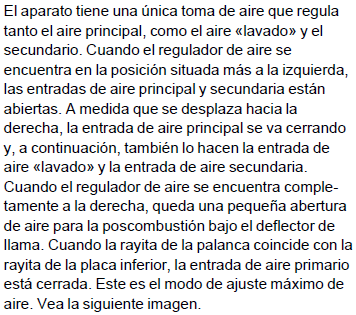 El aparato tiene una única toma de aire que regula
tanto el aire principal, como el aire «lavado» y el
secundario. Cuando el regulador de aire se
encuentra en la posición situada más a la izquierda,
las entradas de aire principal y secundaria están
abiertas. A medida que se desplaza hacia la
derecha, la entrada de aire principal se va cerrando
y, a continuación, también lo hacen la entrada de
aire «lavado» y la entrada de aire secundaria.
Cuando el regulador de aire se encuentra comple-
tamente a la derecha, queda una pequeña abertura
de aire para la poscombustión bajo el deflector de
llama. Cuando la rayita de la palanca coincide con la
rayita de la placa inferior, la entrada de aire primario
está cerrada. Este es el modo de ajuste máximo de
aire. Vea la siguiente imagen.